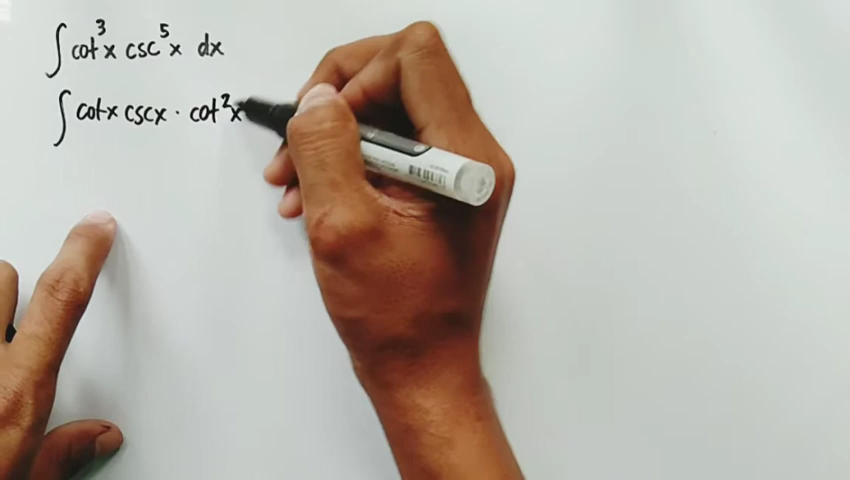 ∫ cot³x csc⁵x dx
∫ cotx cscx · cot²x